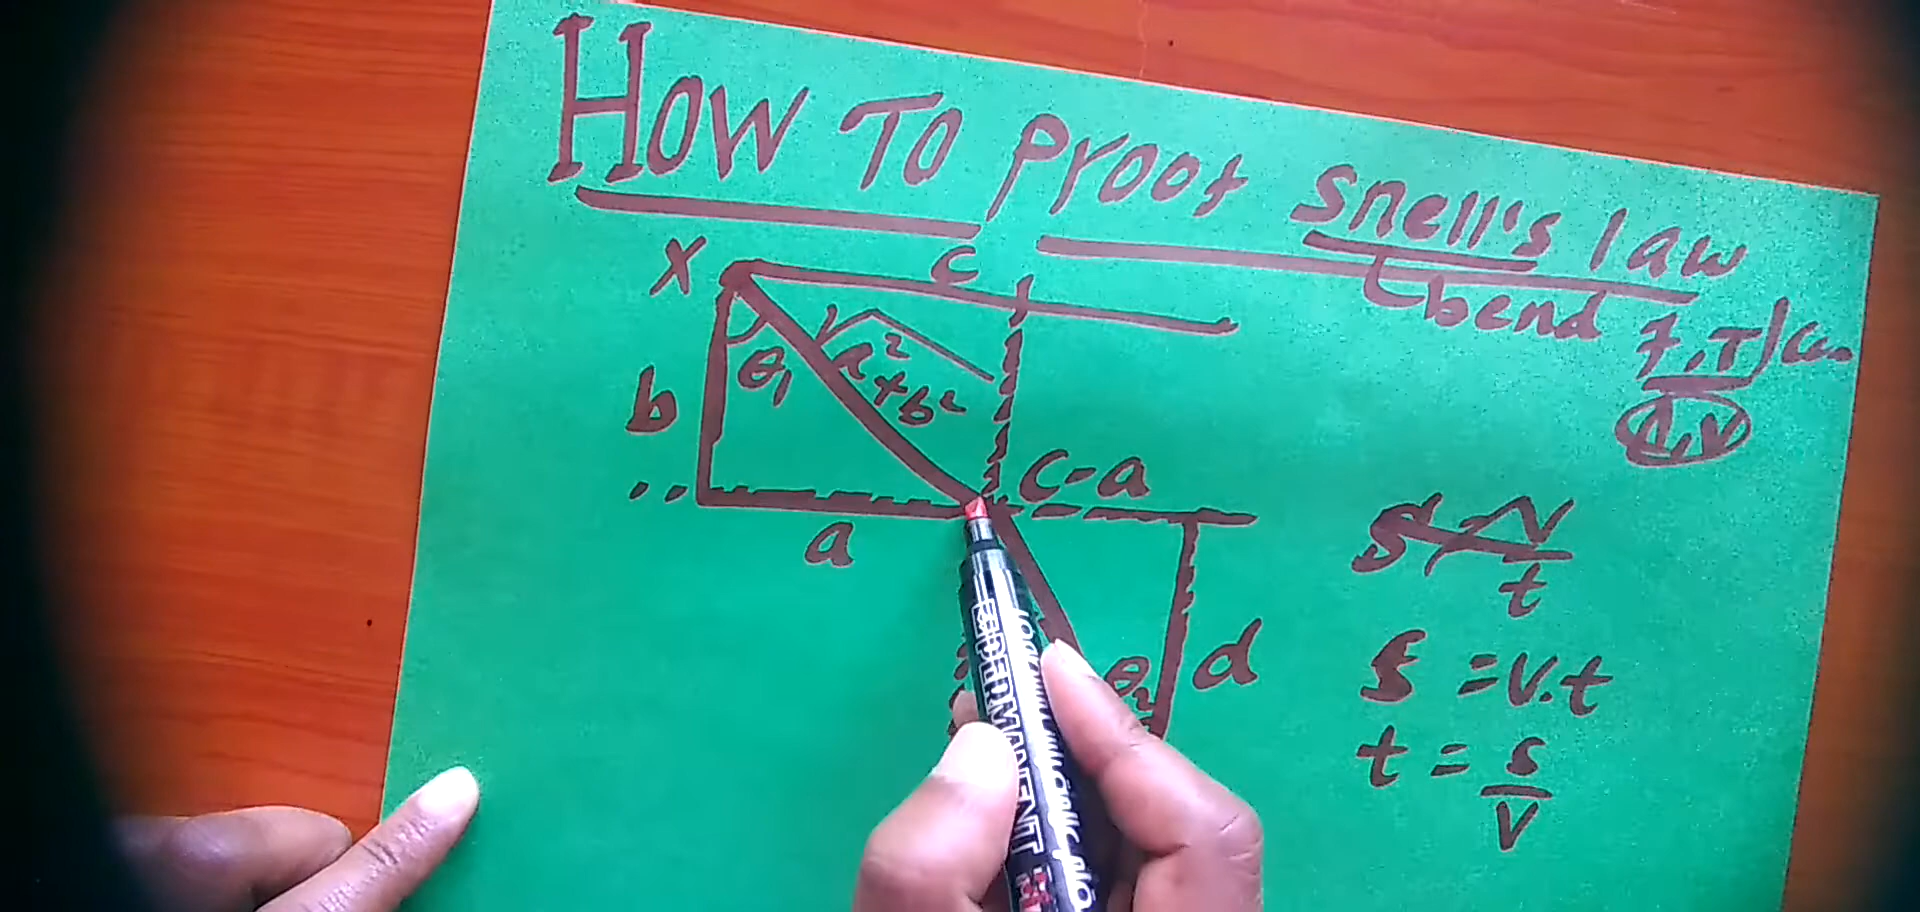 How To Proof snell's law
bend
f, T
λ, v
X
c
θ₁
√a²+b²
b
c-a
a
θ₂
d
S = v
t
S = v.t
t = s
v
PERMANENT